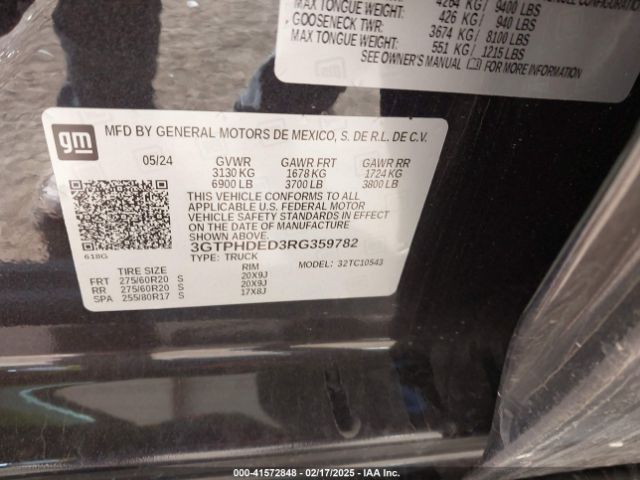 4264 KG/ 9400 LBS
MAX TONGUE WEIGHT: 426 KG/ 940 LBS
GOOSENECK TWR: 3674 KG/ 8100 LBS
MAX TONGUE WEIGHT: 551 KG/ 1215 LBS
SEE OWNER'S MANUAL FOR MORE INFORMATION
gm
MFD BY GENERAL MOTORS DE MEXICO, S. DE R.L. DE C.V.
05/24 GVWR GAWR FRT GAWR RR
3130 KG 1678 KG 1724 KG
6900 LB 3700 LB 3800 LB
THIS VEHICLE CONFORMS TO ALL
APPLICABLE U.S. FEDERAL MOTOR
VEHICLE SAFETY STANDARDS IN EFFECT
ON THE DATE OF MANUFACTURE SHOWN ABOVE.
3GTPHDED3RG359782
618G TYPE: TRUCK MODEL: 32TC10543
TIRE SIZE RIM
FRT 275/60R20 S 20X9J
RR 275/60R20 S 20X9J
SPA 255/80R17 S 17X8J
© 00-41572848 - 02/17/2025 - IAA Inc.